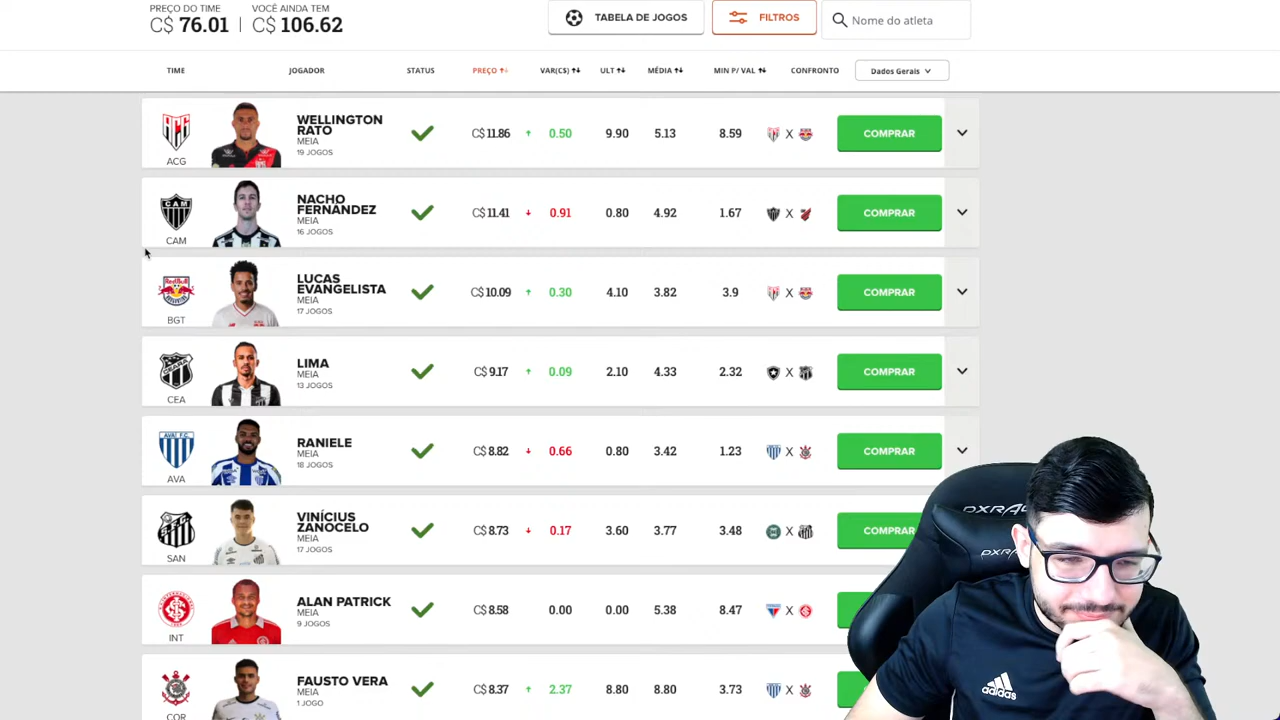 PREÇO DO TIME
C$ 76.01
VOCÊ AINDA TEM
C$ 106.62
TABELA DE JOGOS
FILTROS
Nome do atleta
TIME JOGADOR STATUS PREÇO VAR(C$) ULT MÉDIA MIN P/ VAL CONFRONTO Dados Gerais
ACG
WELLINGTON
RATO
MEIA
19 JOGOS
C$ 11.86 0.50 9.90 5.13 8.59 X COMPRAR
CAM
NACHO
FERNÁNDEZ
MEIA
16 JOGOS
C$ 11.41 0.91 0.80 4.92 1.67 X COMPRAR
BGT
LUCAS
EVANGELISTA
MEIA
17 JOGOS
C$ 10.09 0.30 4.10 3.82 3.9 X COMPRAR
CEA
LIMA
MEIA
13 JOGOS
C$ 9.17 0.09 2.10 4.33 2.32 X COMPRAR
AVA
RANIELE
MEIA
18 JOGOS
C$ 8.82 0.66 0.80 3.42 1.23 X COMPRAR
SAN
VINÍCIUS
ZANOCELO
MEIA
17 JOGOS
C$ 8.73 0.17 3.60 3.77 3.48 X COMPRAR
INT
ALAN PATRICK
MEIA
9 JOGOS
C$ 8.58 0.00 0.00 5.38 8.47 X
COR
FAUSTO VERA
MEIA
1 JOGO
C$ 8.37 2.37 8.80 8.80 3.73 X
adidas